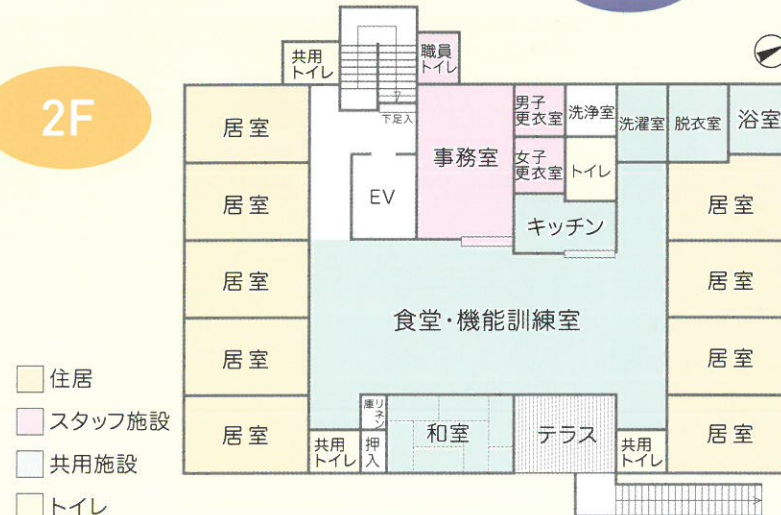 2F
共用
トイレ
職員
トイレ
下足入
居室
居室
居室
居室
居室
EV
事務室
男子
更衣室
女子
更衣室
洗浄室
トイレ
キッチン
洗濯室
脱衣室
浴室
居室
居室
居室
居室
食堂・機能訓練室
共用
トイレ
リネン
庫
押
入
和室
テラス
共用
トイレ
住居
スタッフ施設
共用施設
トイレ